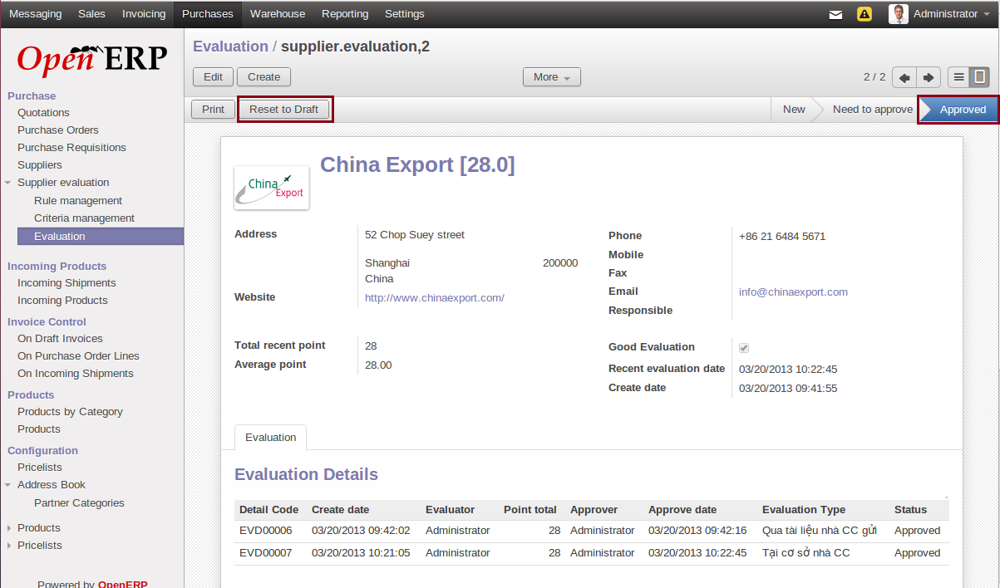 Messaging Sales Invoicing Purchases Warehouse Reporting Settings Administrator
OpenERP
Purchase
Quotations
Purchase Orders
Purchase Requisitions
Suppliers
Supplier evaluation
Rule management
Criteria management
Evaluation
Incoming Products
Incoming Shipments
Incoming Products
Invoice Control
On Draft Invoices
On Purchase Order Lines
On Incoming Shipments
Products
Products by Category
Products
Configuration
Pricelists
Address Book
Partner Categories
Products
Pricelists
Powered by OpenERP
Evaluation / supplier.evaluation,2
Edit Create More 2 / 2
Print Reset to Draft New Need to approve Approved
China Export
China Export [28.0]
Address 52 Chop Suey street
Shanghai 200000
China
Website http://www.chinaexport.com/
Phone +86 21 6484 5671
Mobile
Fax
Email info@chinaexport.com
Responsible
Total recent point 28
Average point 28.00
Good Evaluation
Recent evaluation date 03/20/2013 10:22:45
Create date 03/20/2013 09:41:55
Evaluation
Evaluation Details
Detail Code Create date Evaluator Point total Approver Approve date Evaluation Type Status
EVD00006 03/20/2013 09:42:02 Administrator 28 Administrator 03/20/2013 09:42:16 Qua tài liệu nhà CC gửi Approved
EVD00007 03/20/2013 10:21:05 Administrator 28 Administrator 03/20/2013 10:22:45 Tại cơ sở nhà CC Approved